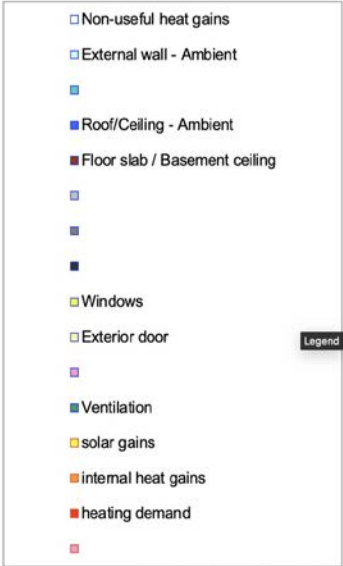 Non-useful heat gains
External wall - Ambient
Roof/Ceiling - Ambient
Floor slab / Basement ceiling
Windows
Exterior door
Legend
Ventilation
solar gains
internal heat gains
heating demand